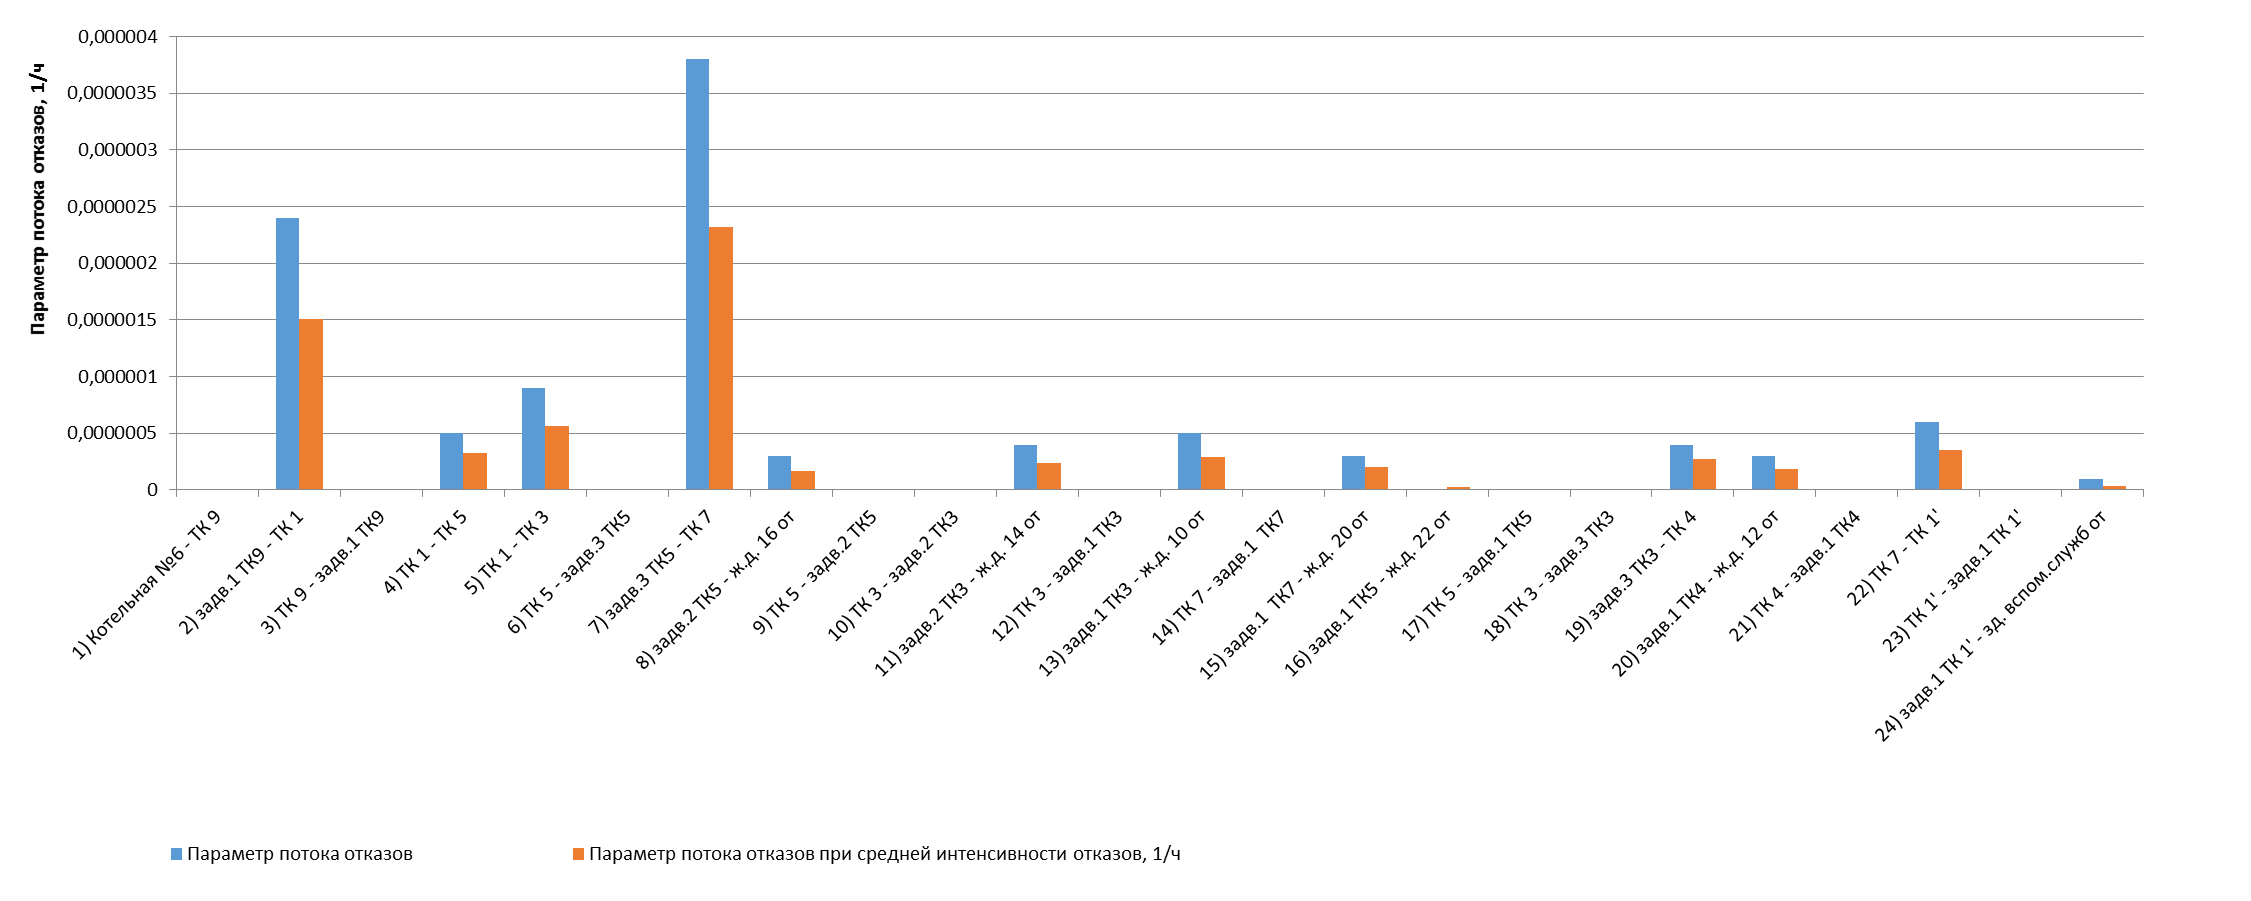 Параметр потока отказов, 1/ч
0,000004
0,0000035
0,000003
0,0000025
0,000002
0,0000015
0,000001
0,0000005
0
1) Котельная №6 - ТК 9
2) задв.1 ТК9 - ТК 1
3) ТК 9 - задв.1 ТК9
4) ТК 1 - ТК 5
5) ТК 1 - ТК 3
6) ТК 5 - задв.3 ТК5
7) задв.3 ТК5 - ТК 7
8) задв.2 ТК5 - ж.д. 16 от
9) ТК 5 - задв.2 ТК5
10) ТК 3 - задв.2 ТК3
11) задв.2 ТК3 - ж.д. 14 от
12) ТК 3 - задв.1 ТК3
13) задв.1 ТК3 - ж.д. 10 от
14) ТК 7 - задв.1  ТК7
15) задв.1  ТК7 - ж.д. 20 от
16) задв.1 ТК5 - ж.д. 22 от
17) ТК 5 - задв.1 ТК5
18) ТК 3 - задв.3 ТК3
19) задв.3 ТК3 - ТК 4
20) задв.1 ТК4 - ж.д. 12 от
21) ТК 4 - задв.1 ТК4
22) ТК 7 - ТК 1'
23) ТК 1' - задв.1 ТК 1'
24) задв.1 ТК 1' - зд. вспом.служб от
Параметр потока отказов
Параметр потока отказов при средней интенсивности отказов, 1/ч